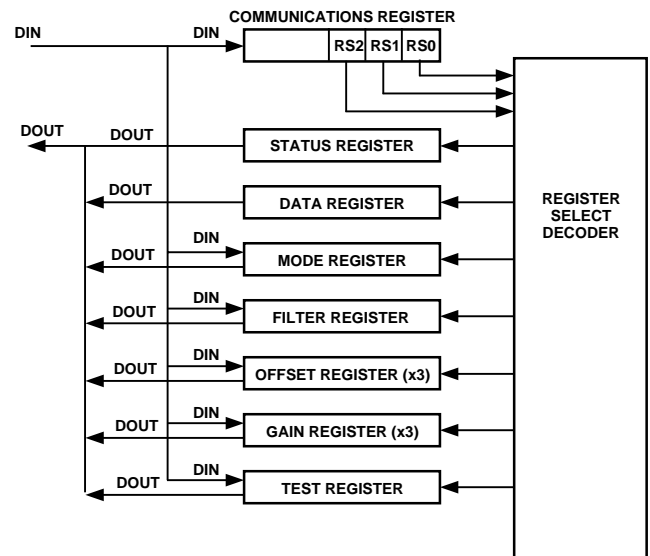 COMMUNICATIONS REGISTER
DIN
DIN
RS2 RS1 RS0
DOUT
DOUT
STATUS REGISTER
DOUT
DATA REGISTER
REGISTER
SELECT
DECODER
DIN
DOUT
MODE REGISTER
DIN
DOUT
FILTER REGISTER
DIN
DOUT
OFFSET REGISTER (x3)
DIN
DOUT
GAIN REGISTER (x3)
DIN
DOUT
TEST REGISTER